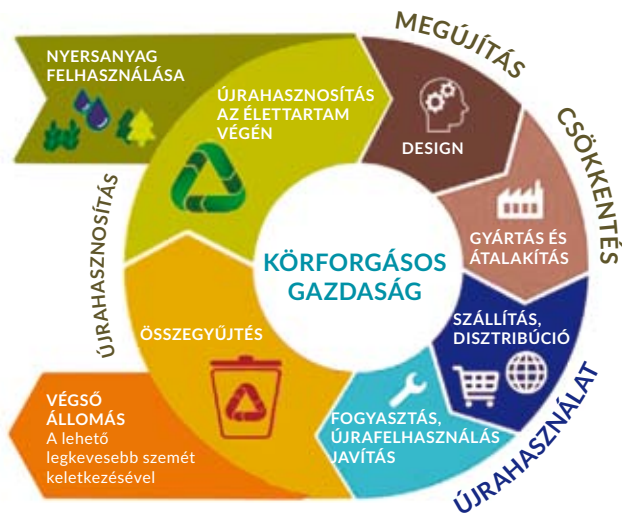 NYERSANYAG
FELHASZNÁLÁSA
ÚJRAHASZNOSÍTÁS
AZ ÉLETTARTAM
VÉGÉN
MEGÚJÍTÁS
DESIGN
CSÖKKENTÉS
GYÁRTÁS ÉS
ÁTALAKÍTÁS
KÖRFORGÁSOS
GAZDASÁG
SZÁLLÍTÁS,
DISZTRIBÚCIÓ
ÚJRAHASZNÁLAT
FOGYASZTÁS,
ÚJRAFELHASZNÁLÁS
JAVÍTÁS
ÖSSZEGYŰJTÉS
ÚJRAHASZNOSÍTÁS
VÉGSŐ
ÁLLOMÁS
A lehető
legkevesebb szemét
keletkezésével